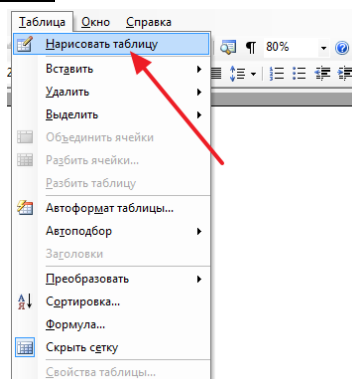 Таблица Окно Справка
Нарисовать таблицу
80%
Вставить
Удалить
Выделить
Объединить ячейки
Разбить ячейки...
Разбить таблицу
Автоформат таблицы...
Автоподбор
Заголовки
Преобразовать
Сортировка...
Формула...
Скрыть сетку
Свойства таблицы...